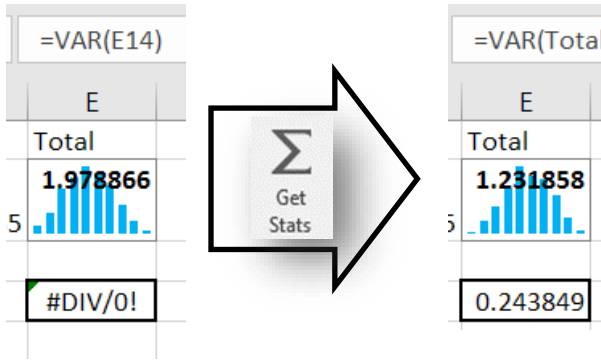 =VAR(E14)
E
Total
1.978866
5
#DIV/0!
Σ
Get
Stats
=VAR(Total
E
Total
1.231858
5
0.243849